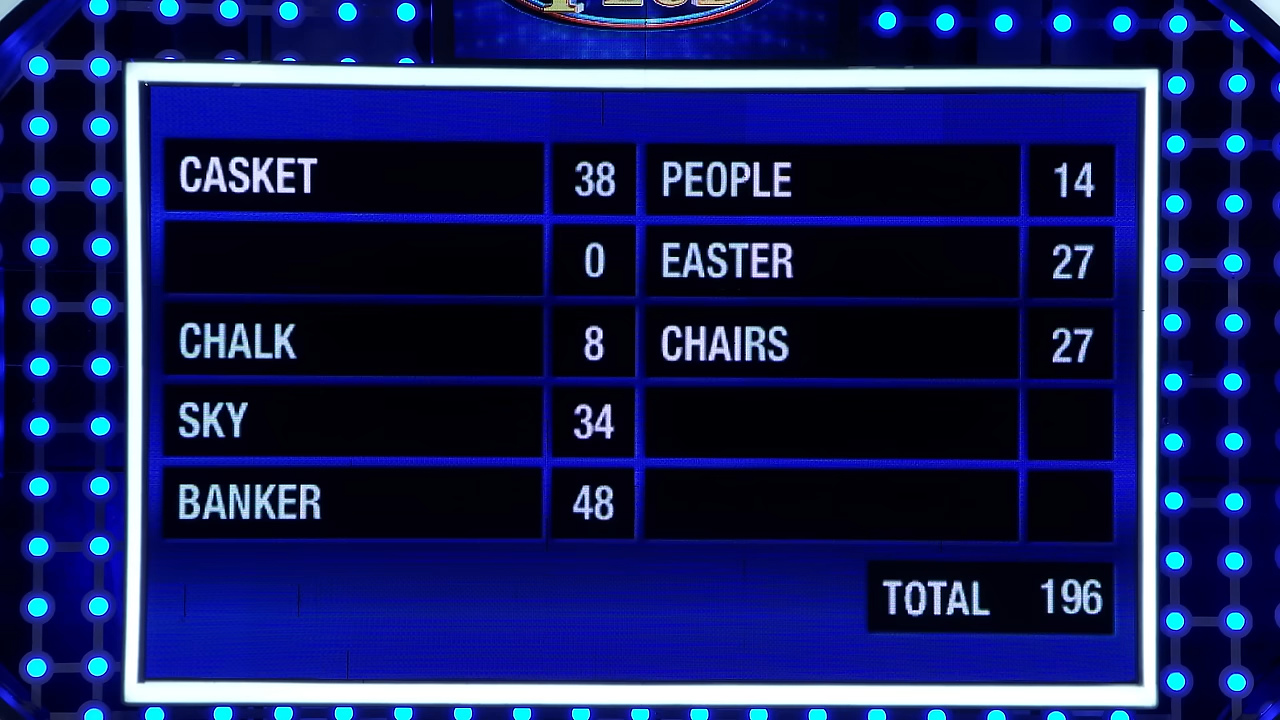 CASKET 38 PEOPLE 14
0 EASTER 27
CHALK 8 CHAIRS 27
SKY 34
BANKER 48
TOTAL 196